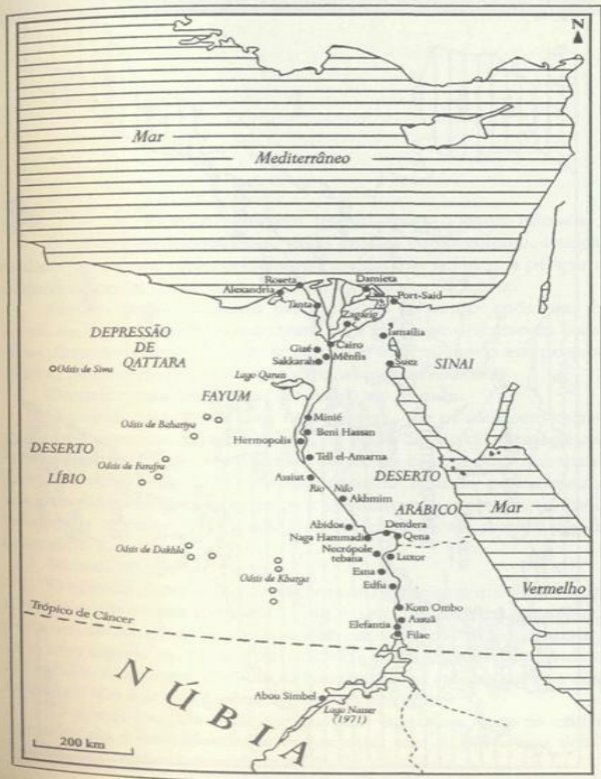 N
Mar
Mediterrâneo
Roseta
Damieta
Alexandria
Port-Said
Tanta
Zagazig
Ismaília
DEPRESSÃO
DE
QATTARA
Gizé
Cairo
Mênfis
Sakkarah
SINAI
Suez
Oásis de Siwa
Lago Qarun
FAYUM
Minié
Oásis de Bahariya
Beni Hassan
Hermopolis
DESERTO
LÍBIO
Tell el-Amarna
Oásis de Farafra
Assiut
Rio Nilo
DESERTO
ARÁBICO
Akhmim
Mar
Vermelho
Abidos
Dendera
Naga Hammadi
Qena
Oásis de Dakhla
Necrópole
tebana
Luxor
Oásis de Kharga
Esna
Edfu
Trópico de Câncer
Kom Ombo
Assuã
Elefantia
Filae
NÚBIA
Abou Simbel
Lago Nasser
(1971)
200 km